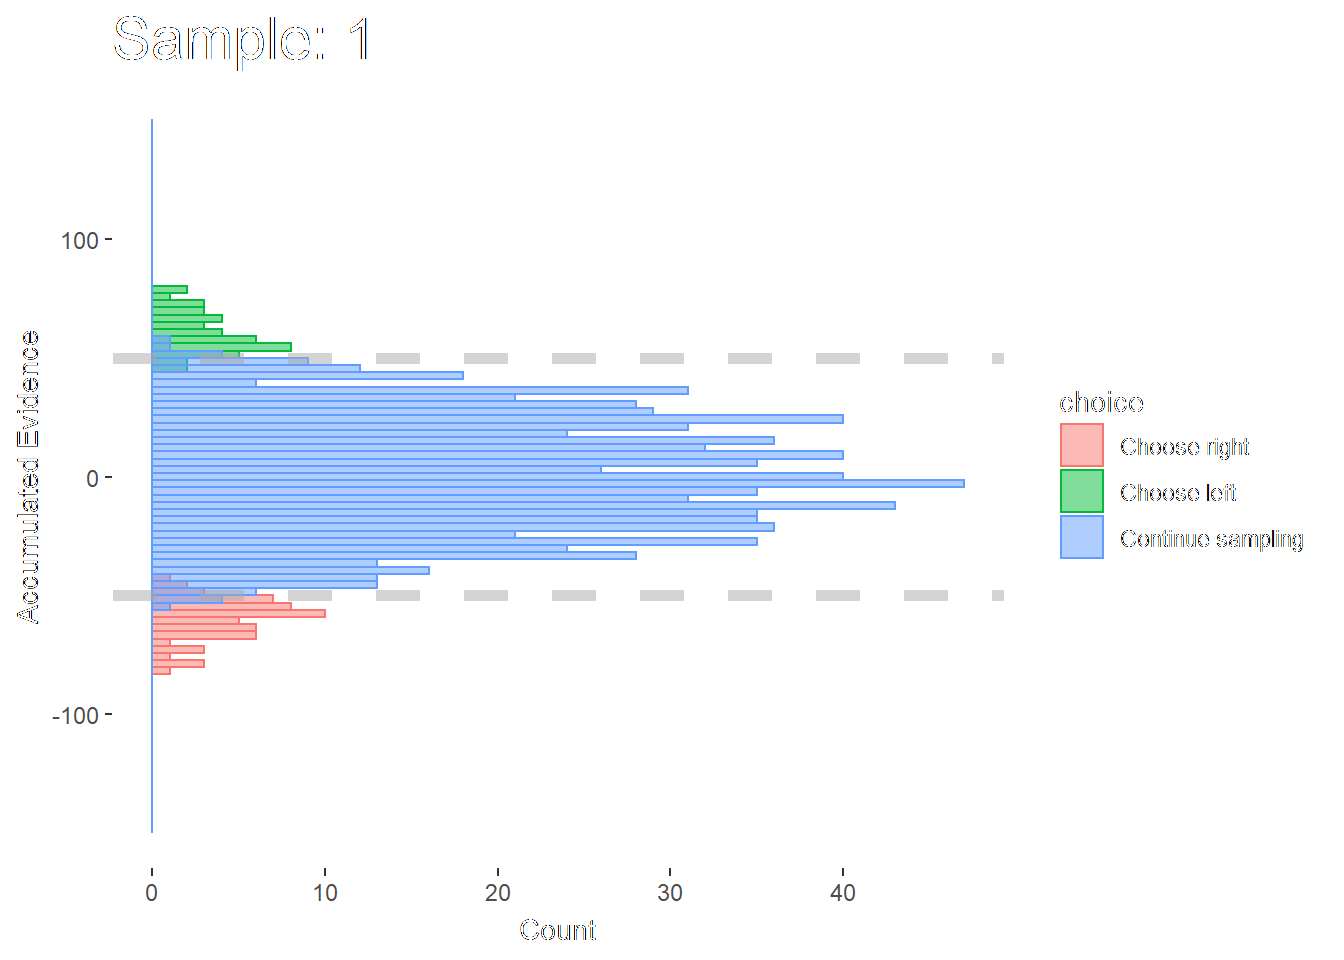 Sample: 1
Accumulated Evidence
100
0
-100
0
10
20
30
40
Count
choice
Choose right
Choose left
Continue sampling